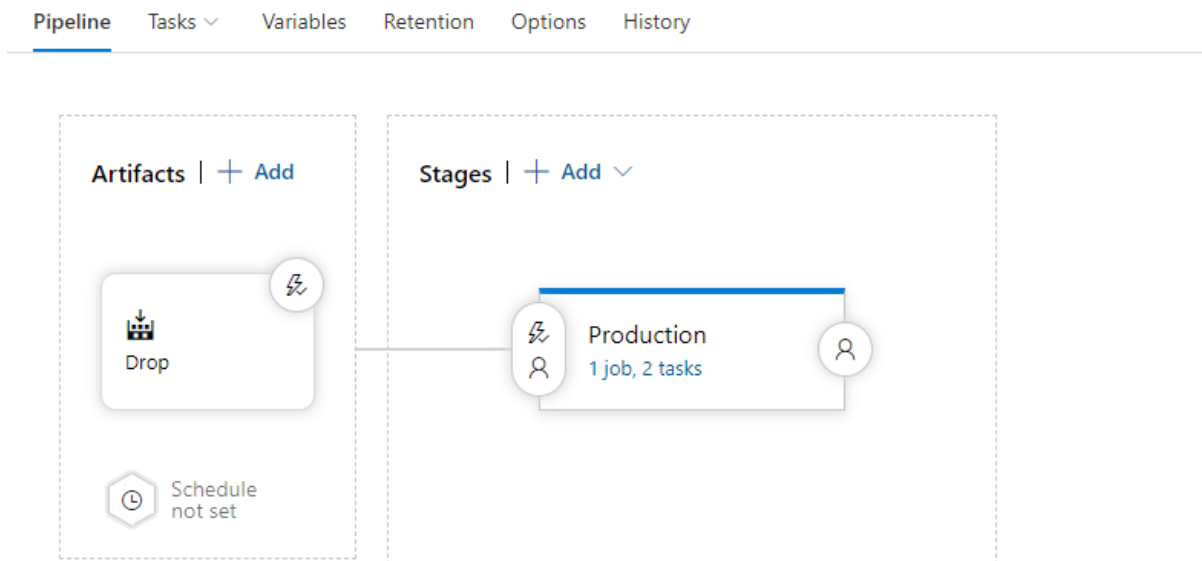 Pipeline Tasks Variables Retention Options History
Artifacts | + Add
Stages | + Add
Drop
Production
1 job, 2 tasks
Schedule
not set